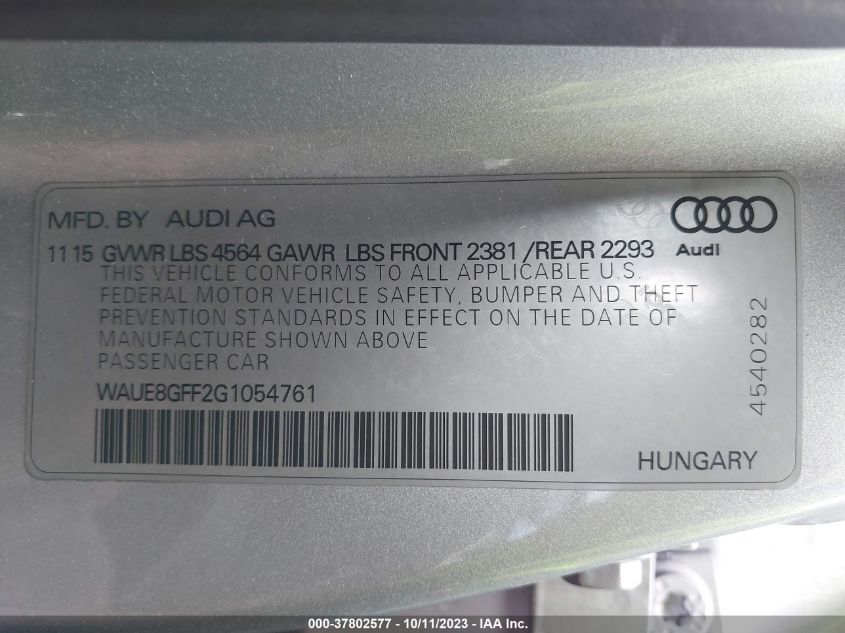 MFD. BY AUDI AG
11 15 GVWR LBS 4564 GAWR LBS FRONT 2381 /REAR 2293
Audi
THIS VEHICLE CONFORMS TO ALL APPLICABLE U.S.
FEDERAL MOTOR VEHICLE SAFETY, BUMPER AND THEFT
PREVENTION STANDARDS IN EFFECT ON THE DATE OF
MANUFACTURE SHOWN ABOVE
PASSENGER CAR
WAUE8GFF2G1054761
4540282
HUNGARY
000-37802577 - 10/11/2023 - IAA Inc.